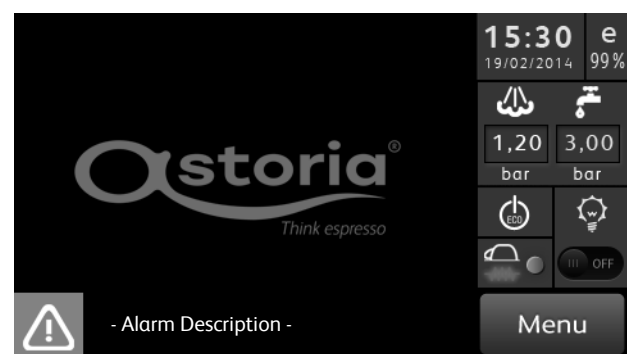 15:30
e
19/02/2014
99%
1,20
3,00
bar
bar
astoria®
Think espresso
ECO
OFF
- Alarm Description -
Menu